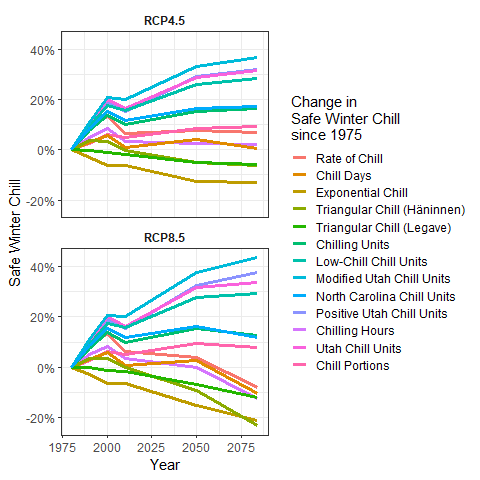 RCP4.5
40%
20%
0%
-20%
RCP8.5
40%
20%
0%
-20%
1975
2000
2025
2050
2075
Year
Safe Winter Chill
Change in
Safe Winter Chill
since 1975
Rate of Chill
Chill Days
Exponential Chill
Triangular Chill (Häninnen)
Triangular Chill (Legave)
Chilling Units
Low-Chill Chill Units
Modified Utah Chill Units
North Carolina Chill Units
Positive Utah Chill Units
Chilling Hours
Utah Chill Units
Chill Portions